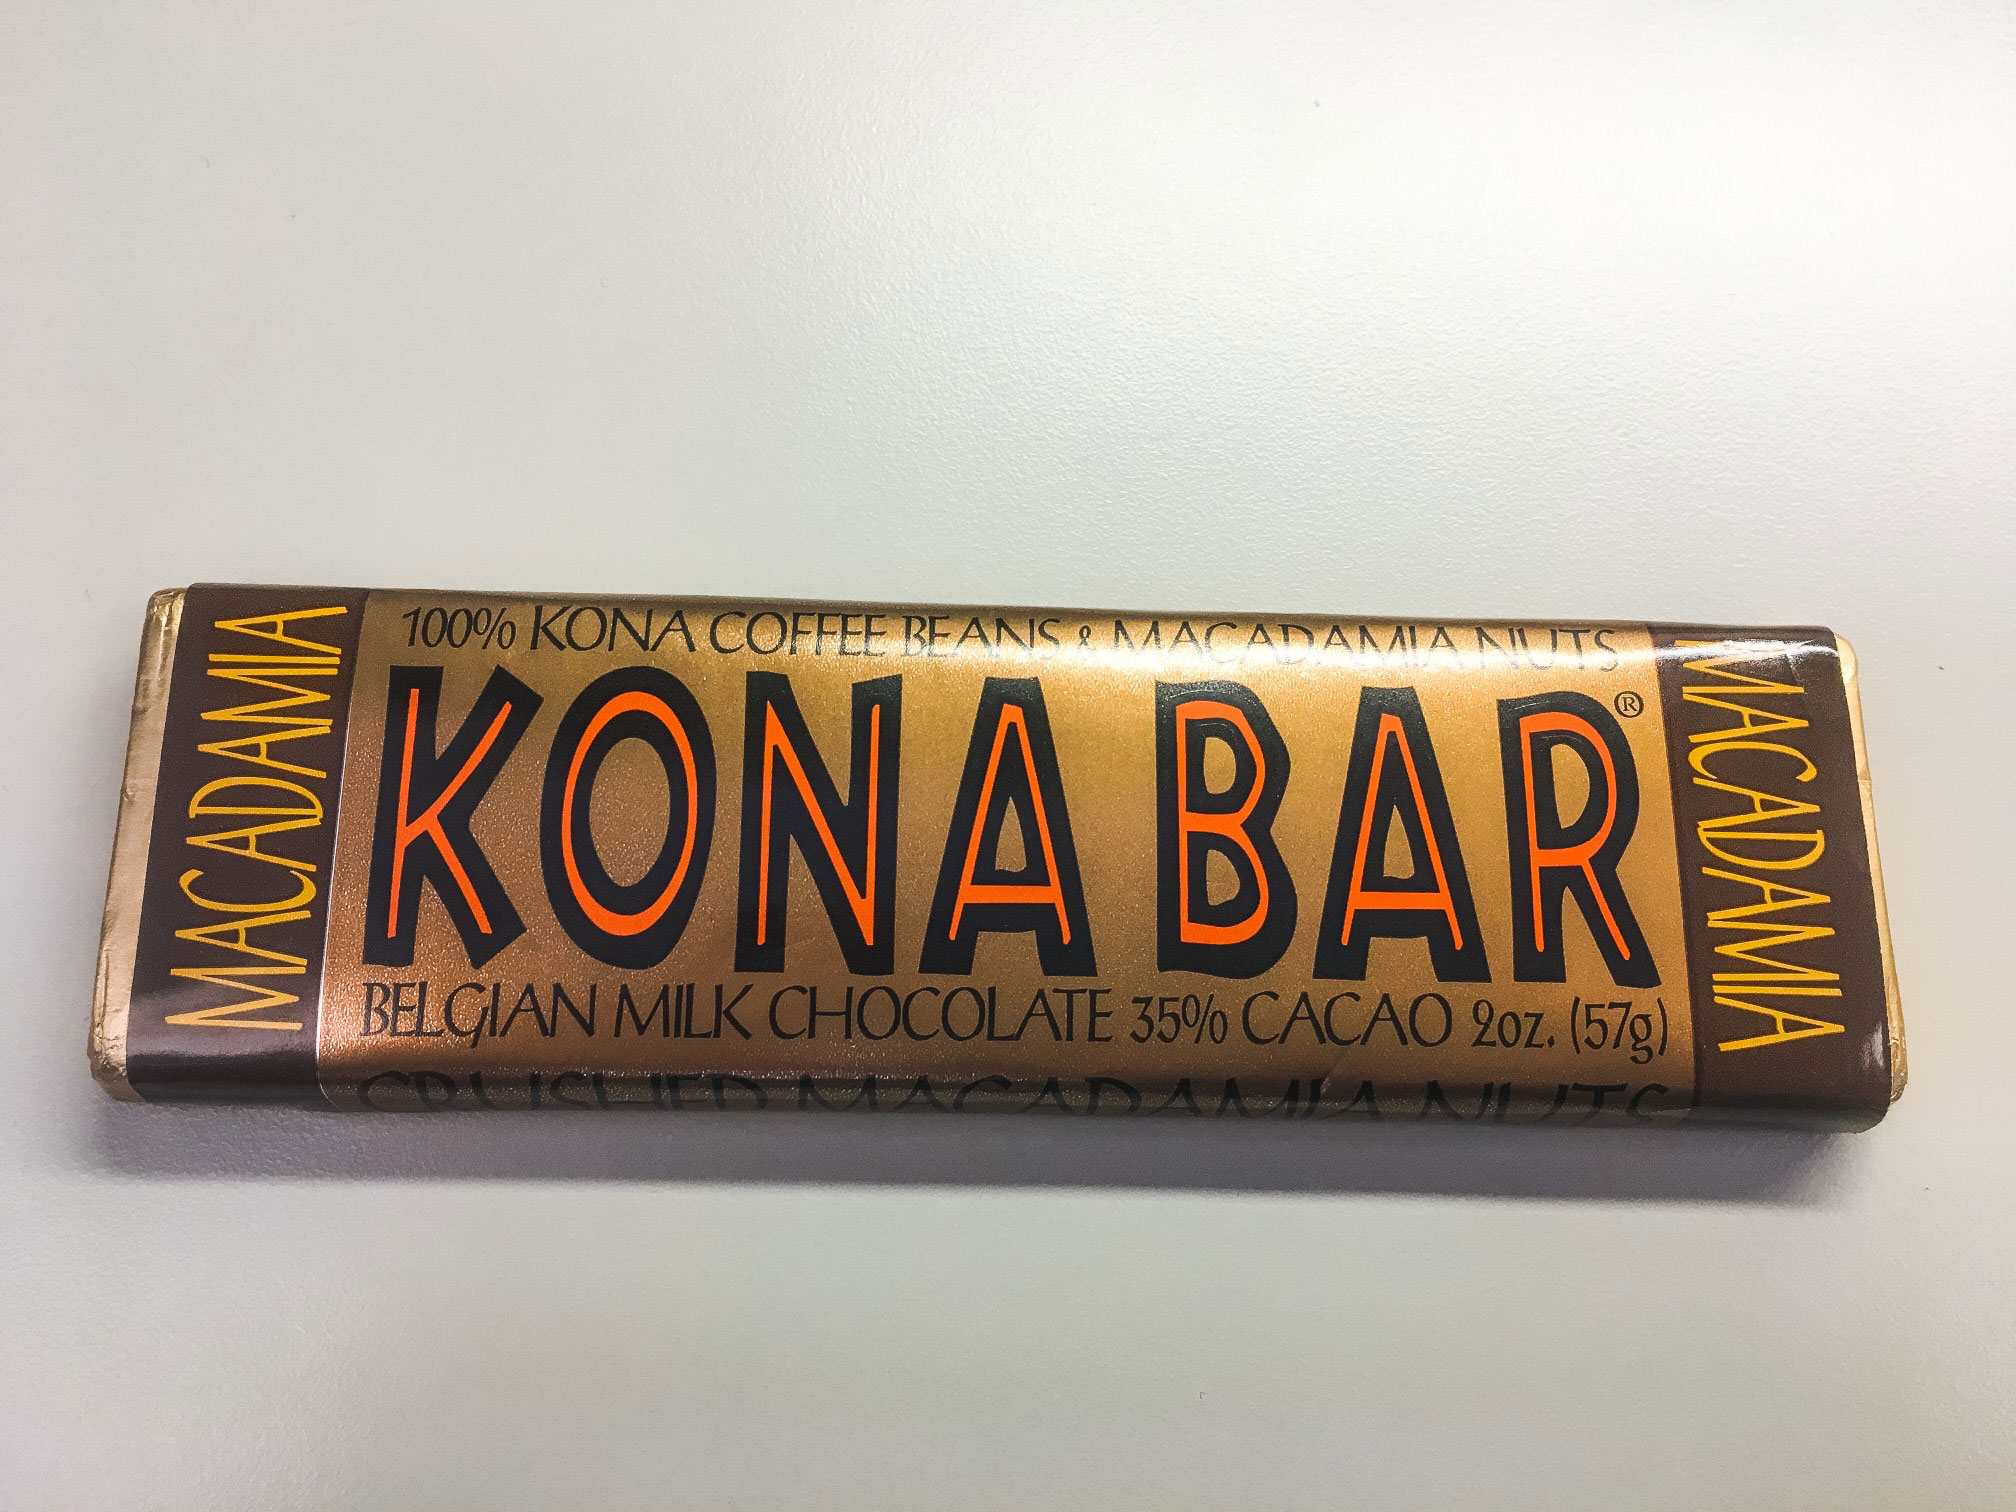 MACADAMIA
100% KONA COFFEE BEANS & MACADAMIA NUTS
KONA BAR®
BELGIAN MILK CHOCOLATE 35% CACAO 2oz. (57g)
CRUSHED MACADAMIA NUTS
MACADAMIA